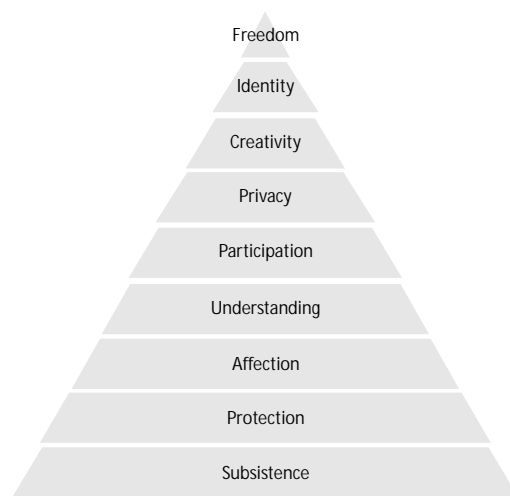 Freedom
Identity
Creativity
Privacy
Participation
Understanding
Affection
Protection
Subsistence